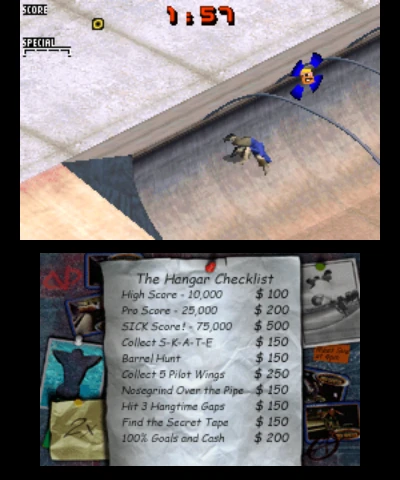 SCORE
1:57
SPECIAL
The Hangar Checklist
High Score - 10,000 $ 100
Pro Score - 25,000 $ 200
SICK Score! - 75,000 $ 500
Collect S-K-A-T-E $ 150
Barrel Hunt $ 150
Collect 5 Pilot Wings $ 250
Nosegrind Over the Pipe $ 150
Hit 3 Hangtime Gaps $ 150
Find the Secret Tape $ 150
100% Goals and Cash $ 200